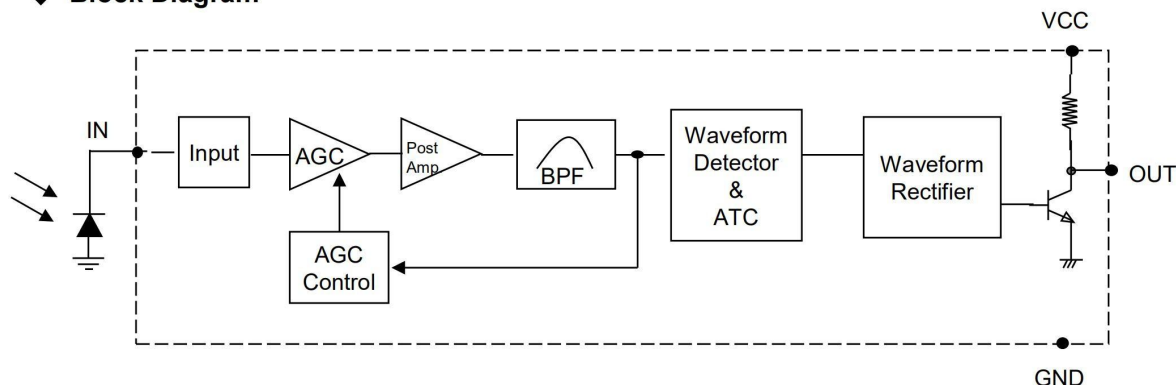 Block Diagram
VCC
IN
Input
AGC
Post
Amp
BPF
Waveform
Detector
&
ATC
Waveform
Rectifier
OUT
AGC
Control
GND